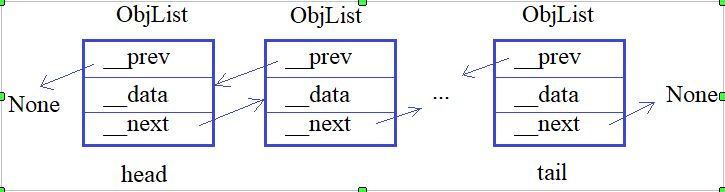 ObjList ObjList ObjList
__prev __prev __prev
None __data __data ... __data None
__next __next __next
head tail